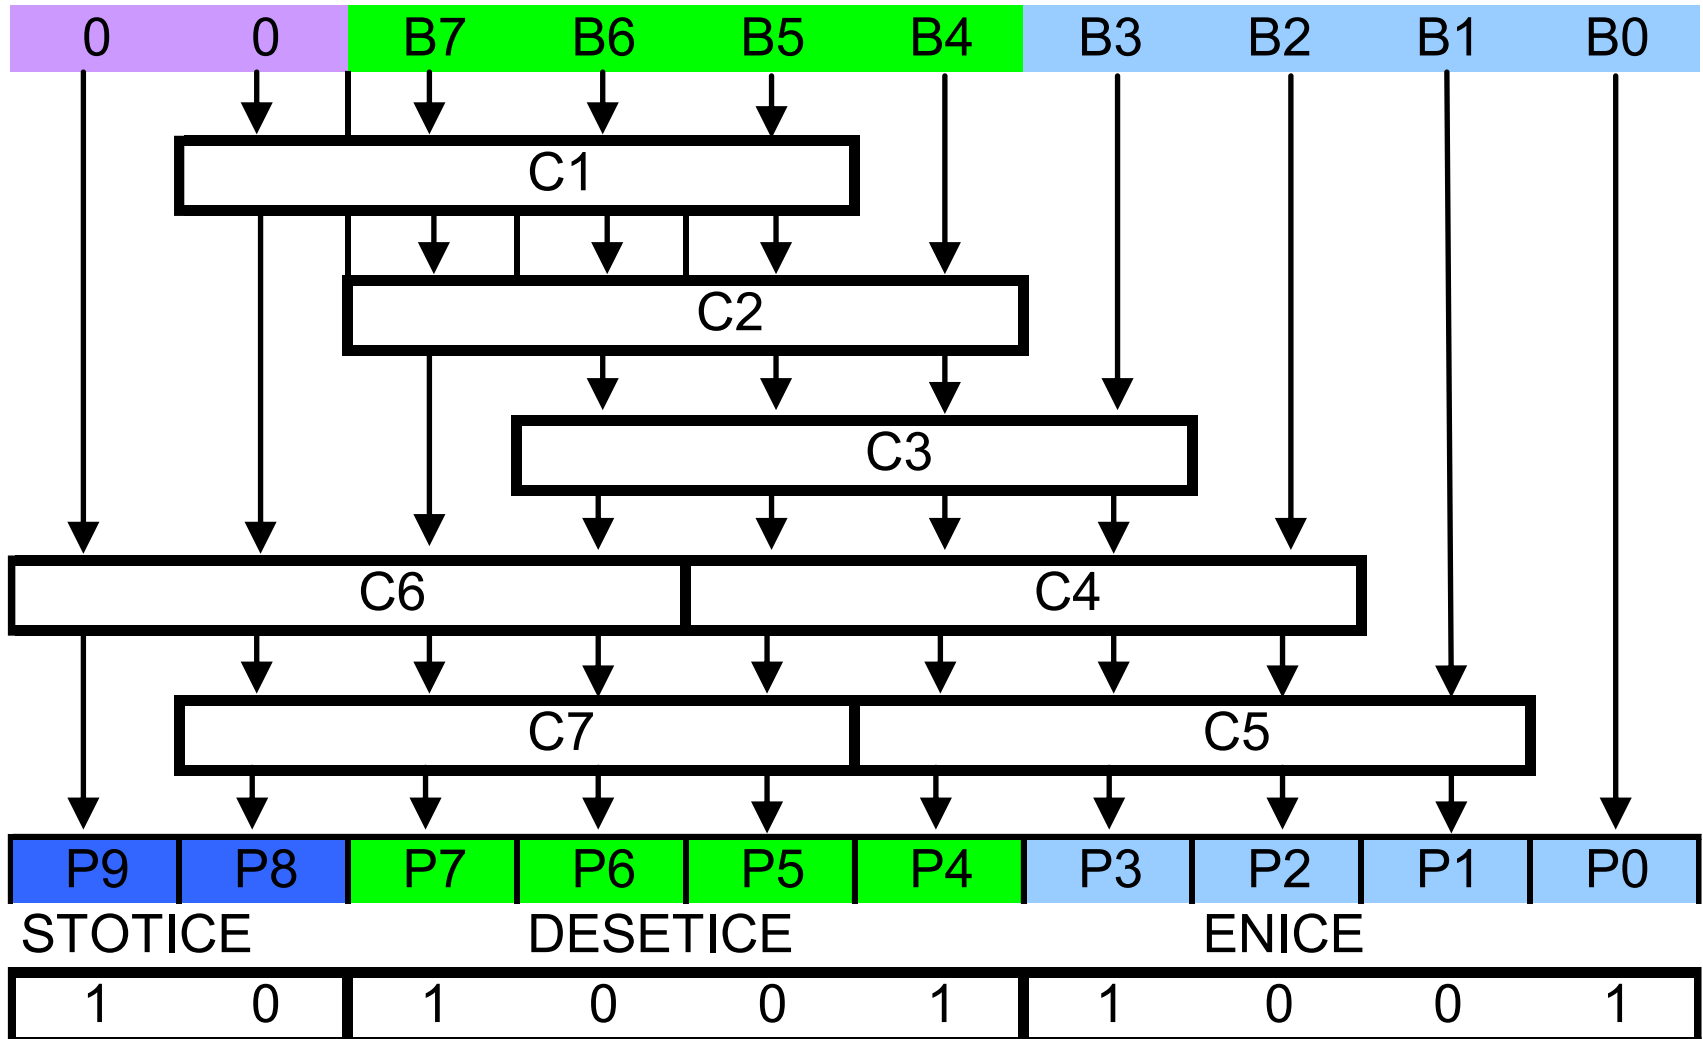 0 0 B7 B6 B5 B4 B3 B2 B1 B0
C1
C2
C3
C6 C4
C7 C5
P9 P8 P7 P6 P5 P4 P3 P2 P1 P0
STOTICE DESETICE ENICE
1 0 1 0 0 1 1 0 0 1